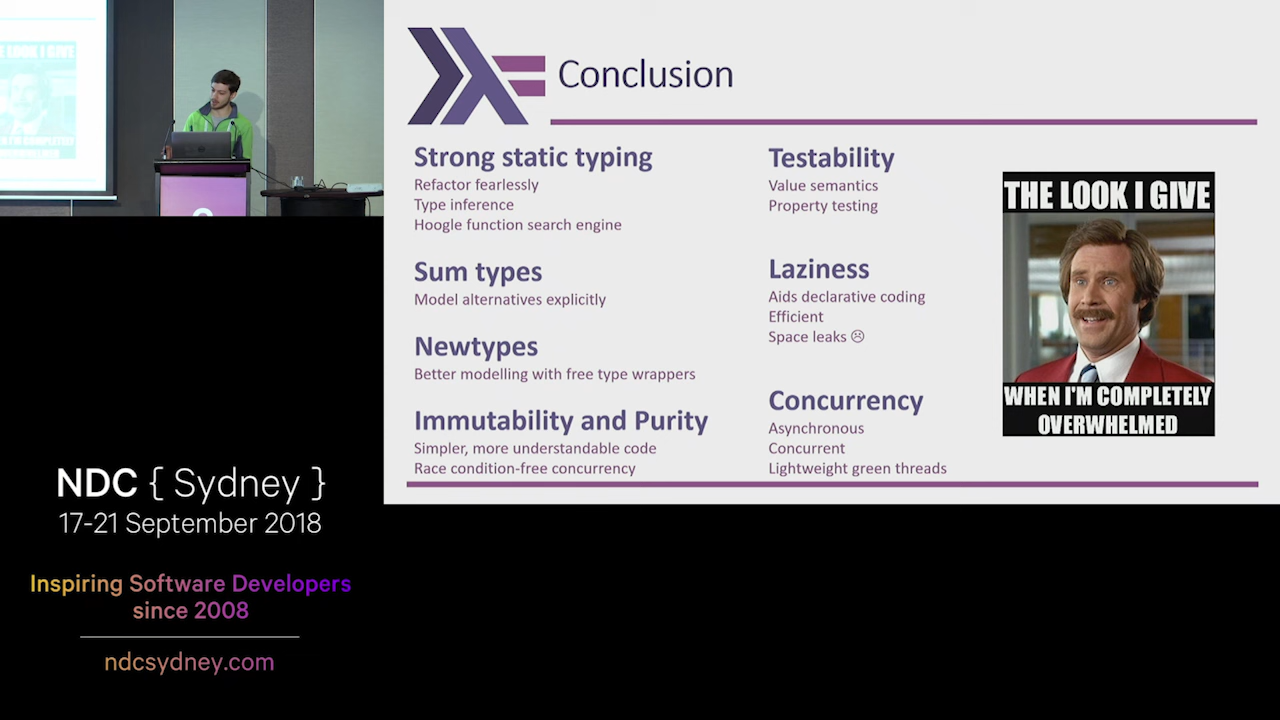 Conclusion
Strong static typing
Refactor fearlessly
Type inference
Hoogle function search engine
Sum types
Model alternatives explicitly
Newtypes
Better modelling with free type wrappers
Immutability and Purity
Simpler, more understandable code
Race condition-free concurrency
Testability
Value semantics
Property testing
Laziness
Aids declarative coding
Efficient
Space leaks ☹
Concurrency
Asynchronous
Concurrent
Lightweight green threads
THE LOOK I GIVE
WHEN I'M COMPLETELY
OVERWHELMED
NDC { Sydney }
17-21 September 2018
Inspiring Software Developers
since 2008
ndcsydney.com